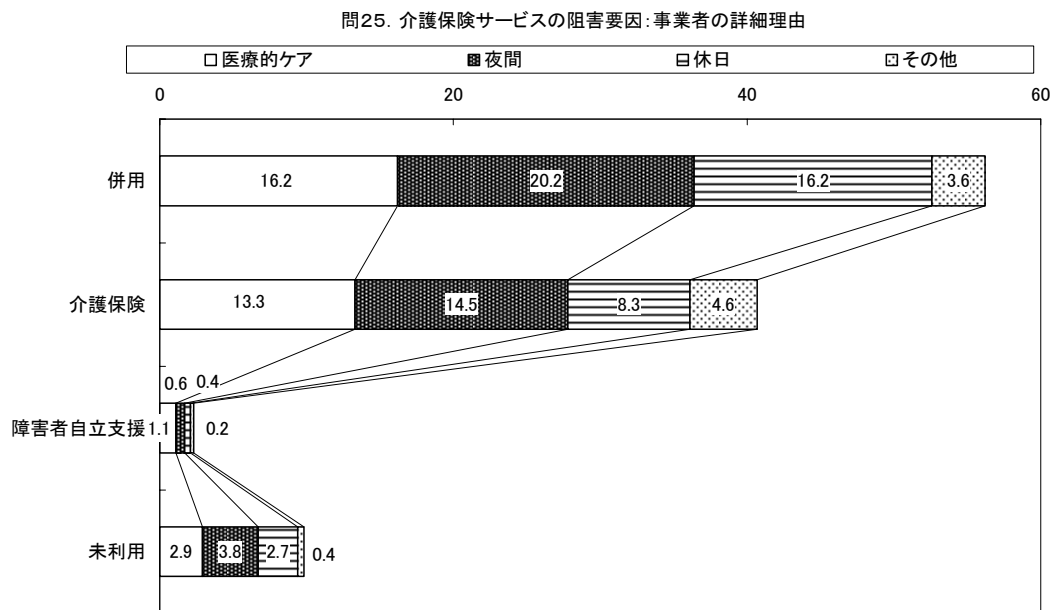 問25. 介護保険サービスの阻害要因：事業者の詳細理由
医療的ケア 夜間 休日 その他
0 20 40 60
併用 16.2 20.2 16.2 3.6
介護保険 13.3 14.5 8.3 4.6
0.6 0.4
障害者自立支援 1.1 0.2
未利用 2.9 3.8 2.7 0.4